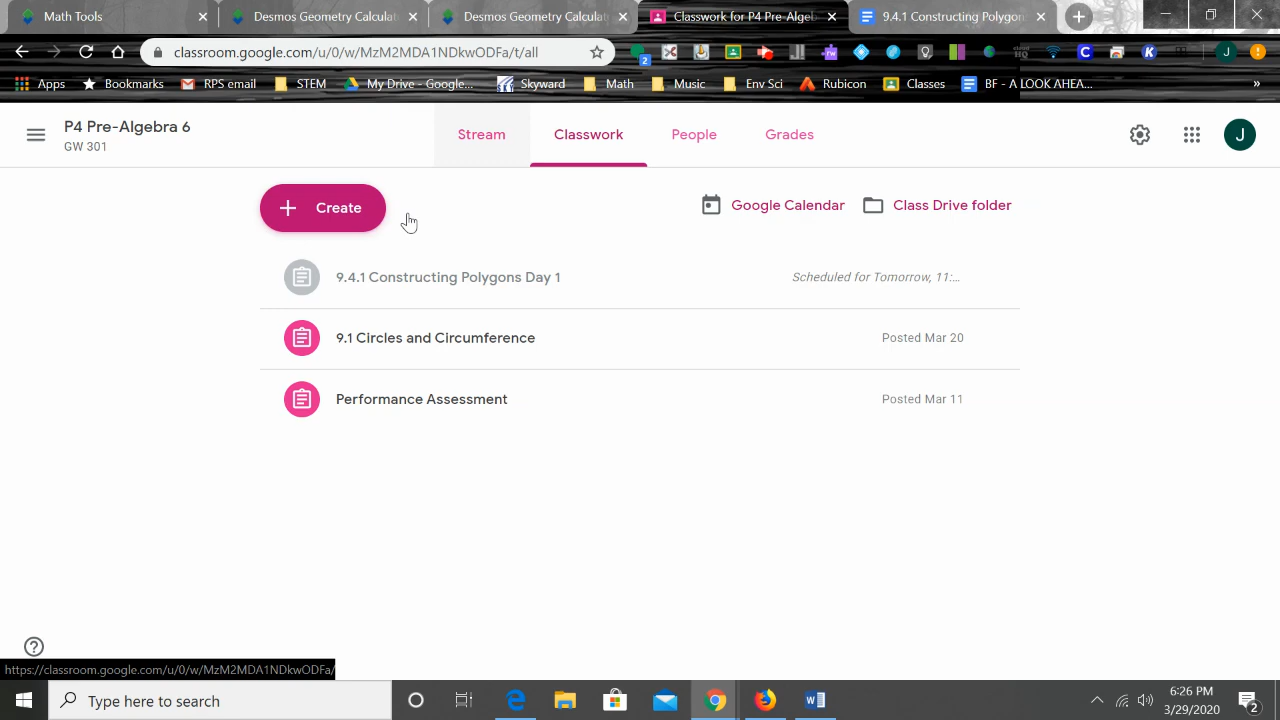 Math Tools
Desmos Geometry Calcu
Desmos Geometry Calculat
Classwork for P4 Pre-Algeb
9.4.1 Constructing Polygon
classroom.google.com/u/0/w/MzM2MDA1NDkwODFa/t/all
2
J
Apps
Bookmarks
RPS email
STEM
My Drive - Google...
Skyward
Math
Music
Env Sci
Rubicon
Classes
BF - A LOOK AHEA...
»
P4 Pre-Algebra 6
GW 301
Stream
Classwork
People
Grades
J
Create
Google Calendar
Class Drive folder
9.4.1 Constructing Polygons Day 1
Scheduled for Tomorrow, 11:...
9.1 Circles and Circumference
Posted Mar 20
Performance Assessment
Posted Mar 11
https://classroom.google.com/u/0/w/MzM2MDA1NDkwODFa/
Type here to search
6:26 PM
3/29/2020
2